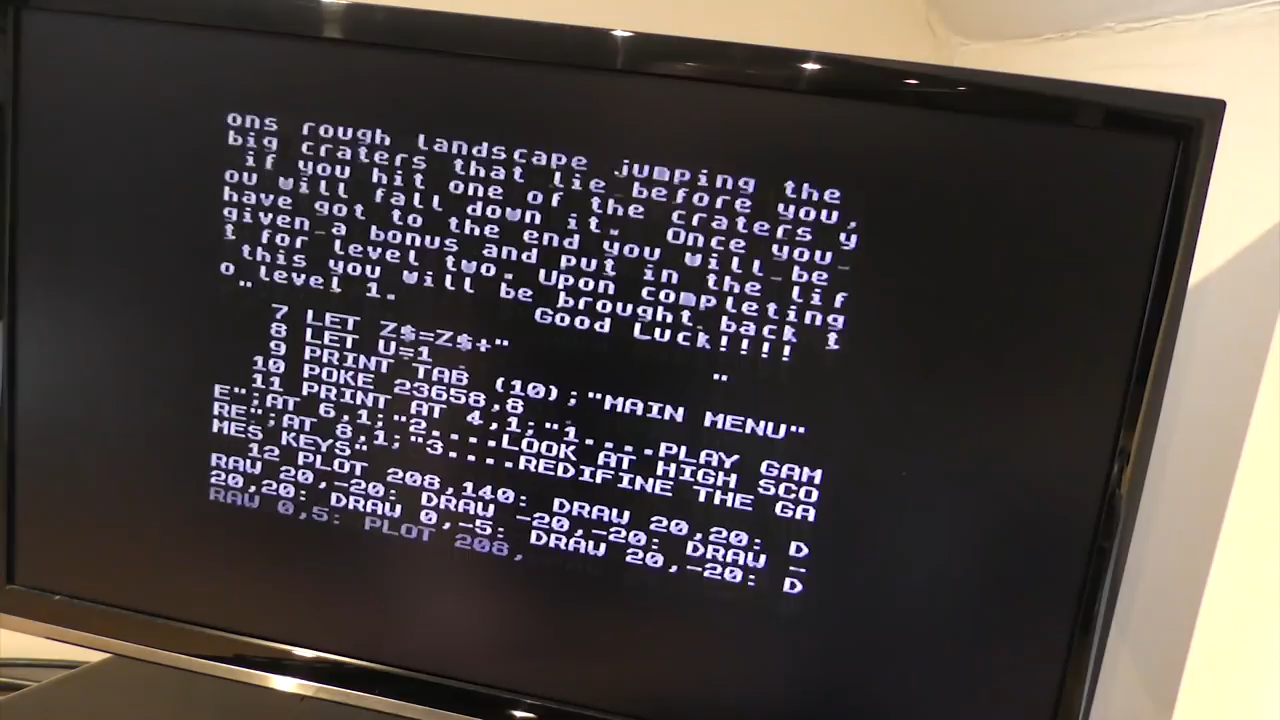 ons rough landscape jumping the
big craters that lie before you,
if you hit one of the craters y
ou will fall down it. Once you
have got to the end you will be
given a bonus and put in the lif
t for level two. Upon completing
this you will be brought back t
o level 1. Good Luck!!!!
"
7 LET Z$=Z$+" "
8 LET U=1
9 PRINT TAB (10);"MAIN MENU"
10 POKE 23658,8
11 PRINT AT 4,1;"1....PLAY GAM
E";AT 6,1;"2....LOOK AT HIGH SCO
RE";AT 8,1;"3....REDIFINE THE GA
MES KEYS"
12 PLOT 208,140: DRAW 20,20: D
RAW 20,-20: DRAW -20,-20: DRAW -
20,20: DRAW 0,-5: DRAW 20,-20: D
RAW 0,5: PLOT 208,